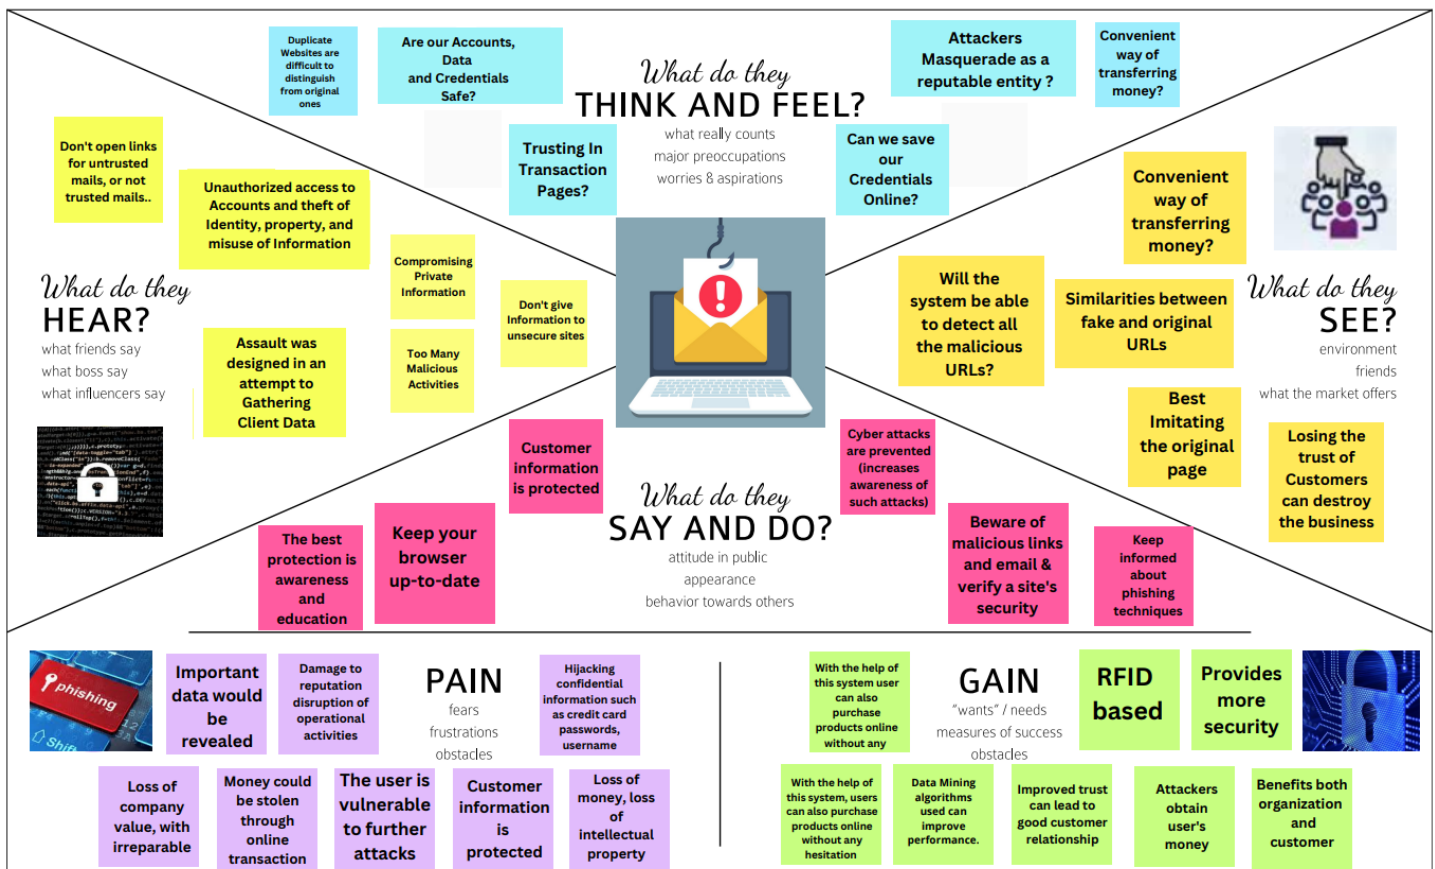 Duplicate
Websites are
difficult to
distinguish
from original
ones
Are our Accounts,
Data
and Credentials
Safe?
What do they
THINK AND FEEL?
what really counts
major preoccupations
worries & aspirations
Attackers
Masquerade as a
reputable entity ?
Convenient
way of
transferring
money?
Trusting In
Transaction
Pages?
Can we save
our
Credentials
Online?
Don't open links
for untrusted
mails, or not
trusted mails..
Unauthorized access to
Accounts and theft of
Identity, property, and
misuse of Information
Compromising
Private
Information
Don't give
Information to
unsecure sites
What do they
HEAR?
what friends say
what boss say
what influencers say
Assault was
designed in an
attempt to
Gathering
Client Data
Too Many
Malicious
Activities
Convenient
way of
transferring
money?
Will the
system be able
to detect all
the malicious
URLs?
Similarities between
fake and original
URLs
What do they
SEE?
environment
friends
what the market offers
Best
Imitating
the original
page
Losing the
trust of
Customers
can destroy
the business
Customer
information
is protected
What do they
SAY AND DO?
attitude in public
appearance
behavior towards others
Cyber attacks
are prevented
(increases
awareness of
such attacks)
The best
protection is
awareness
and
education
Keep your
browser
up-to-date
Beware of
malicious links
and email &
verify a site's
security
Keep
informed
about
phishing
techniques
phishing
Shift
Important
data would
be
revealed
Damage to
reputation
disruption of
operational
activities
PAIN
fears
frustrations
obstacles
Hijacking
confidential
information such
as credit card
passwords,
username
Loss of
company
value, with
irreparable
Money could
be stolen
through
online
transaction
The user is
vulnerable
to further
attacks
Customer
information
is
protected
Loss of
money, loss
of
intellectual
property
With the help of
this system user
can also
purchase
products online
without any
GAIN
"wants" / needs
measures of success
obstacles
RFID
based
Provides
more
security
With the help of
this system, users
can also purchase
products online
without any
hesitation
Data Mining
algorithms
used can
improve
performance.
Improved trust
can lead to
good customer
relationship
Attackers
obtain
user's
money
Benefits both
organization
and
customer